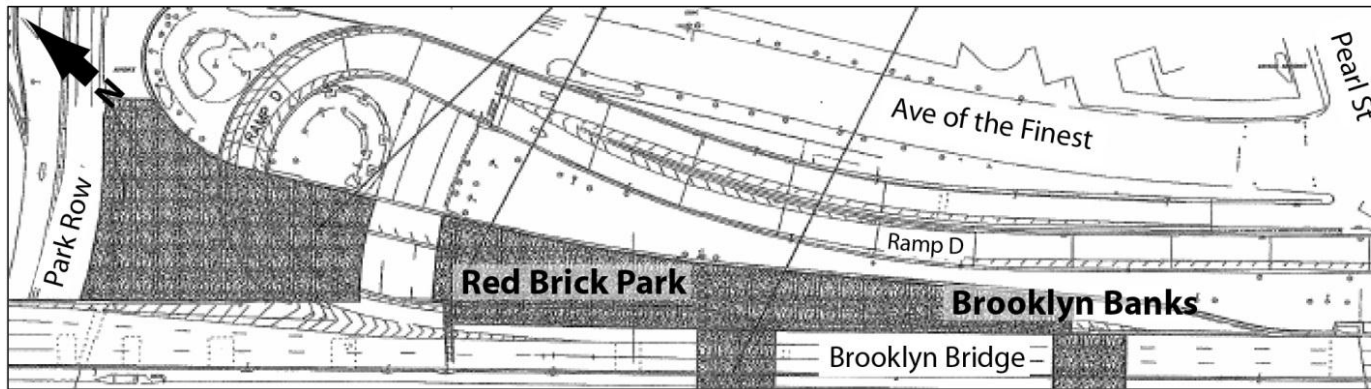 N
Park Row
RAMP D
Ave of the Finest
Pearl St
Ramp D
Red Brick Park
Brooklyn Banks
Brooklyn Bridge